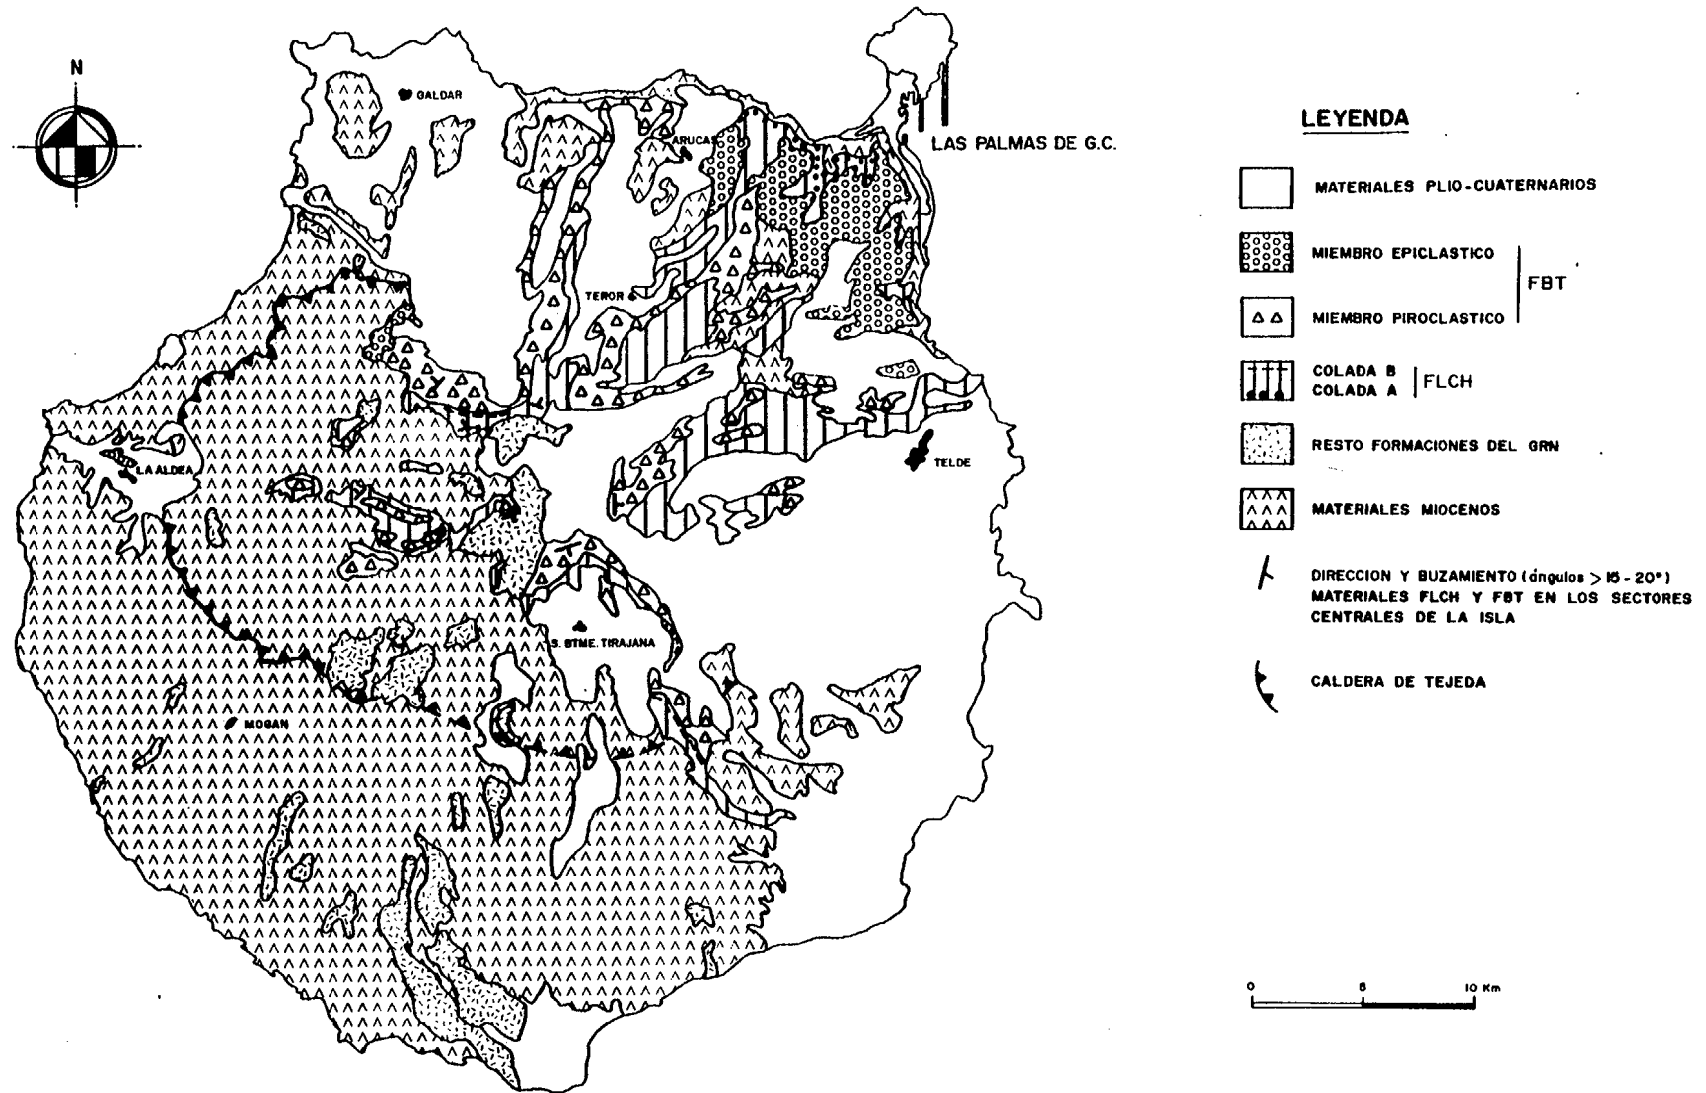 N
GALDAR
ARUCAS
LAS PALMAS DE G.C.
TEROR
LA ALDEA
TELDE
S. BTME. TIRAJANA
MOGAN
LEYENDA
MATERIALES PLIO-CUATERNARIOS
MIEMBRO EPICLASTICO
FBT
MIEMBRO PIROCLASTICO
COLADA B
COLADA A
FLCH
RESTO FORMACIONES DEL GRN
MATERIALES MIOCENOS
DIRECCION Y BUZAMIENTO (ángulos > 15 - 20°)
MATERIALES FLCH Y FBT EN LOS SECTORES
CENTRALES DE LA ISLA
CALDERA DE TEJEDA
0 5 10 Km